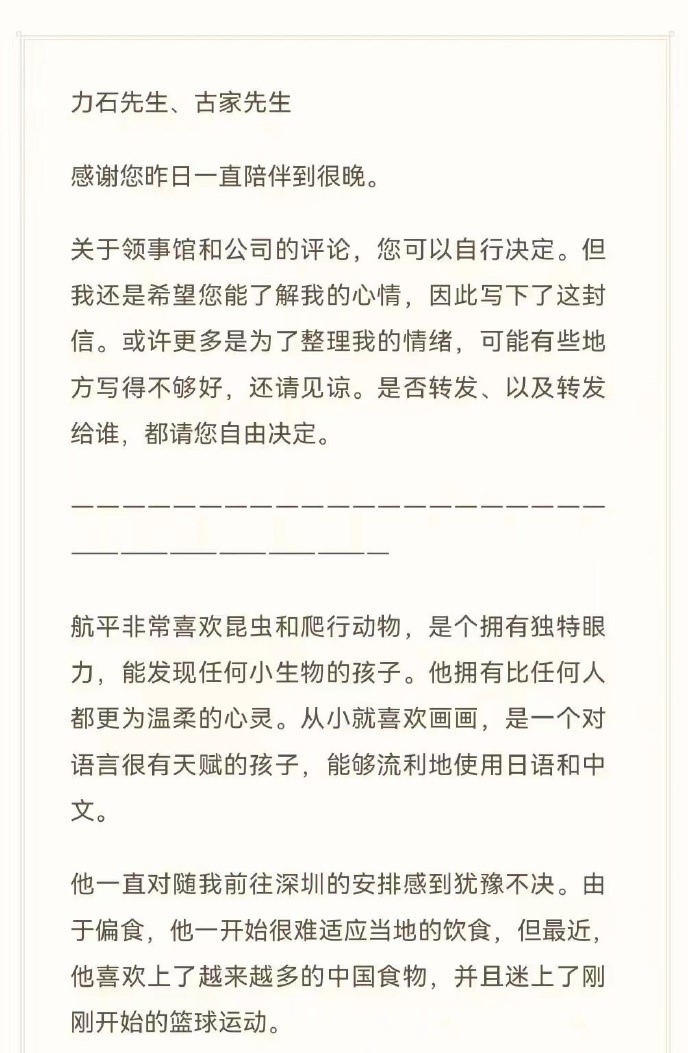 力石先生、古家先生
感谢您昨日一直陪伴到很晚。
关于领事馆和公司的评论，您可以自行决定。但
我还是希望您能了解我的心情，因此写下了这封
信。或许更多是为了整理我的情绪，可能有些地
方写得不够好，还请见谅。是否转发、以及转发
给谁，都请您自由决定。
—————————————————————
—————————————
航平非常喜欢昆虫和爬行动物，是个拥有独特眼
力，能发现任何小生物的孩子。他拥有比任何人
都更为温柔的心灵。从小就喜欢画画，是一个对
语言很有天赋的孩子，能够流利地使用日语和中
文。
他一直对随我前往深圳的安排感到犹豫不决。由
于偏食，他一开始很难适应当地的饮食，但最近，
他喜欢上了越来越多的中国食物，并且迷上了刚
刚开始的篮球运动。